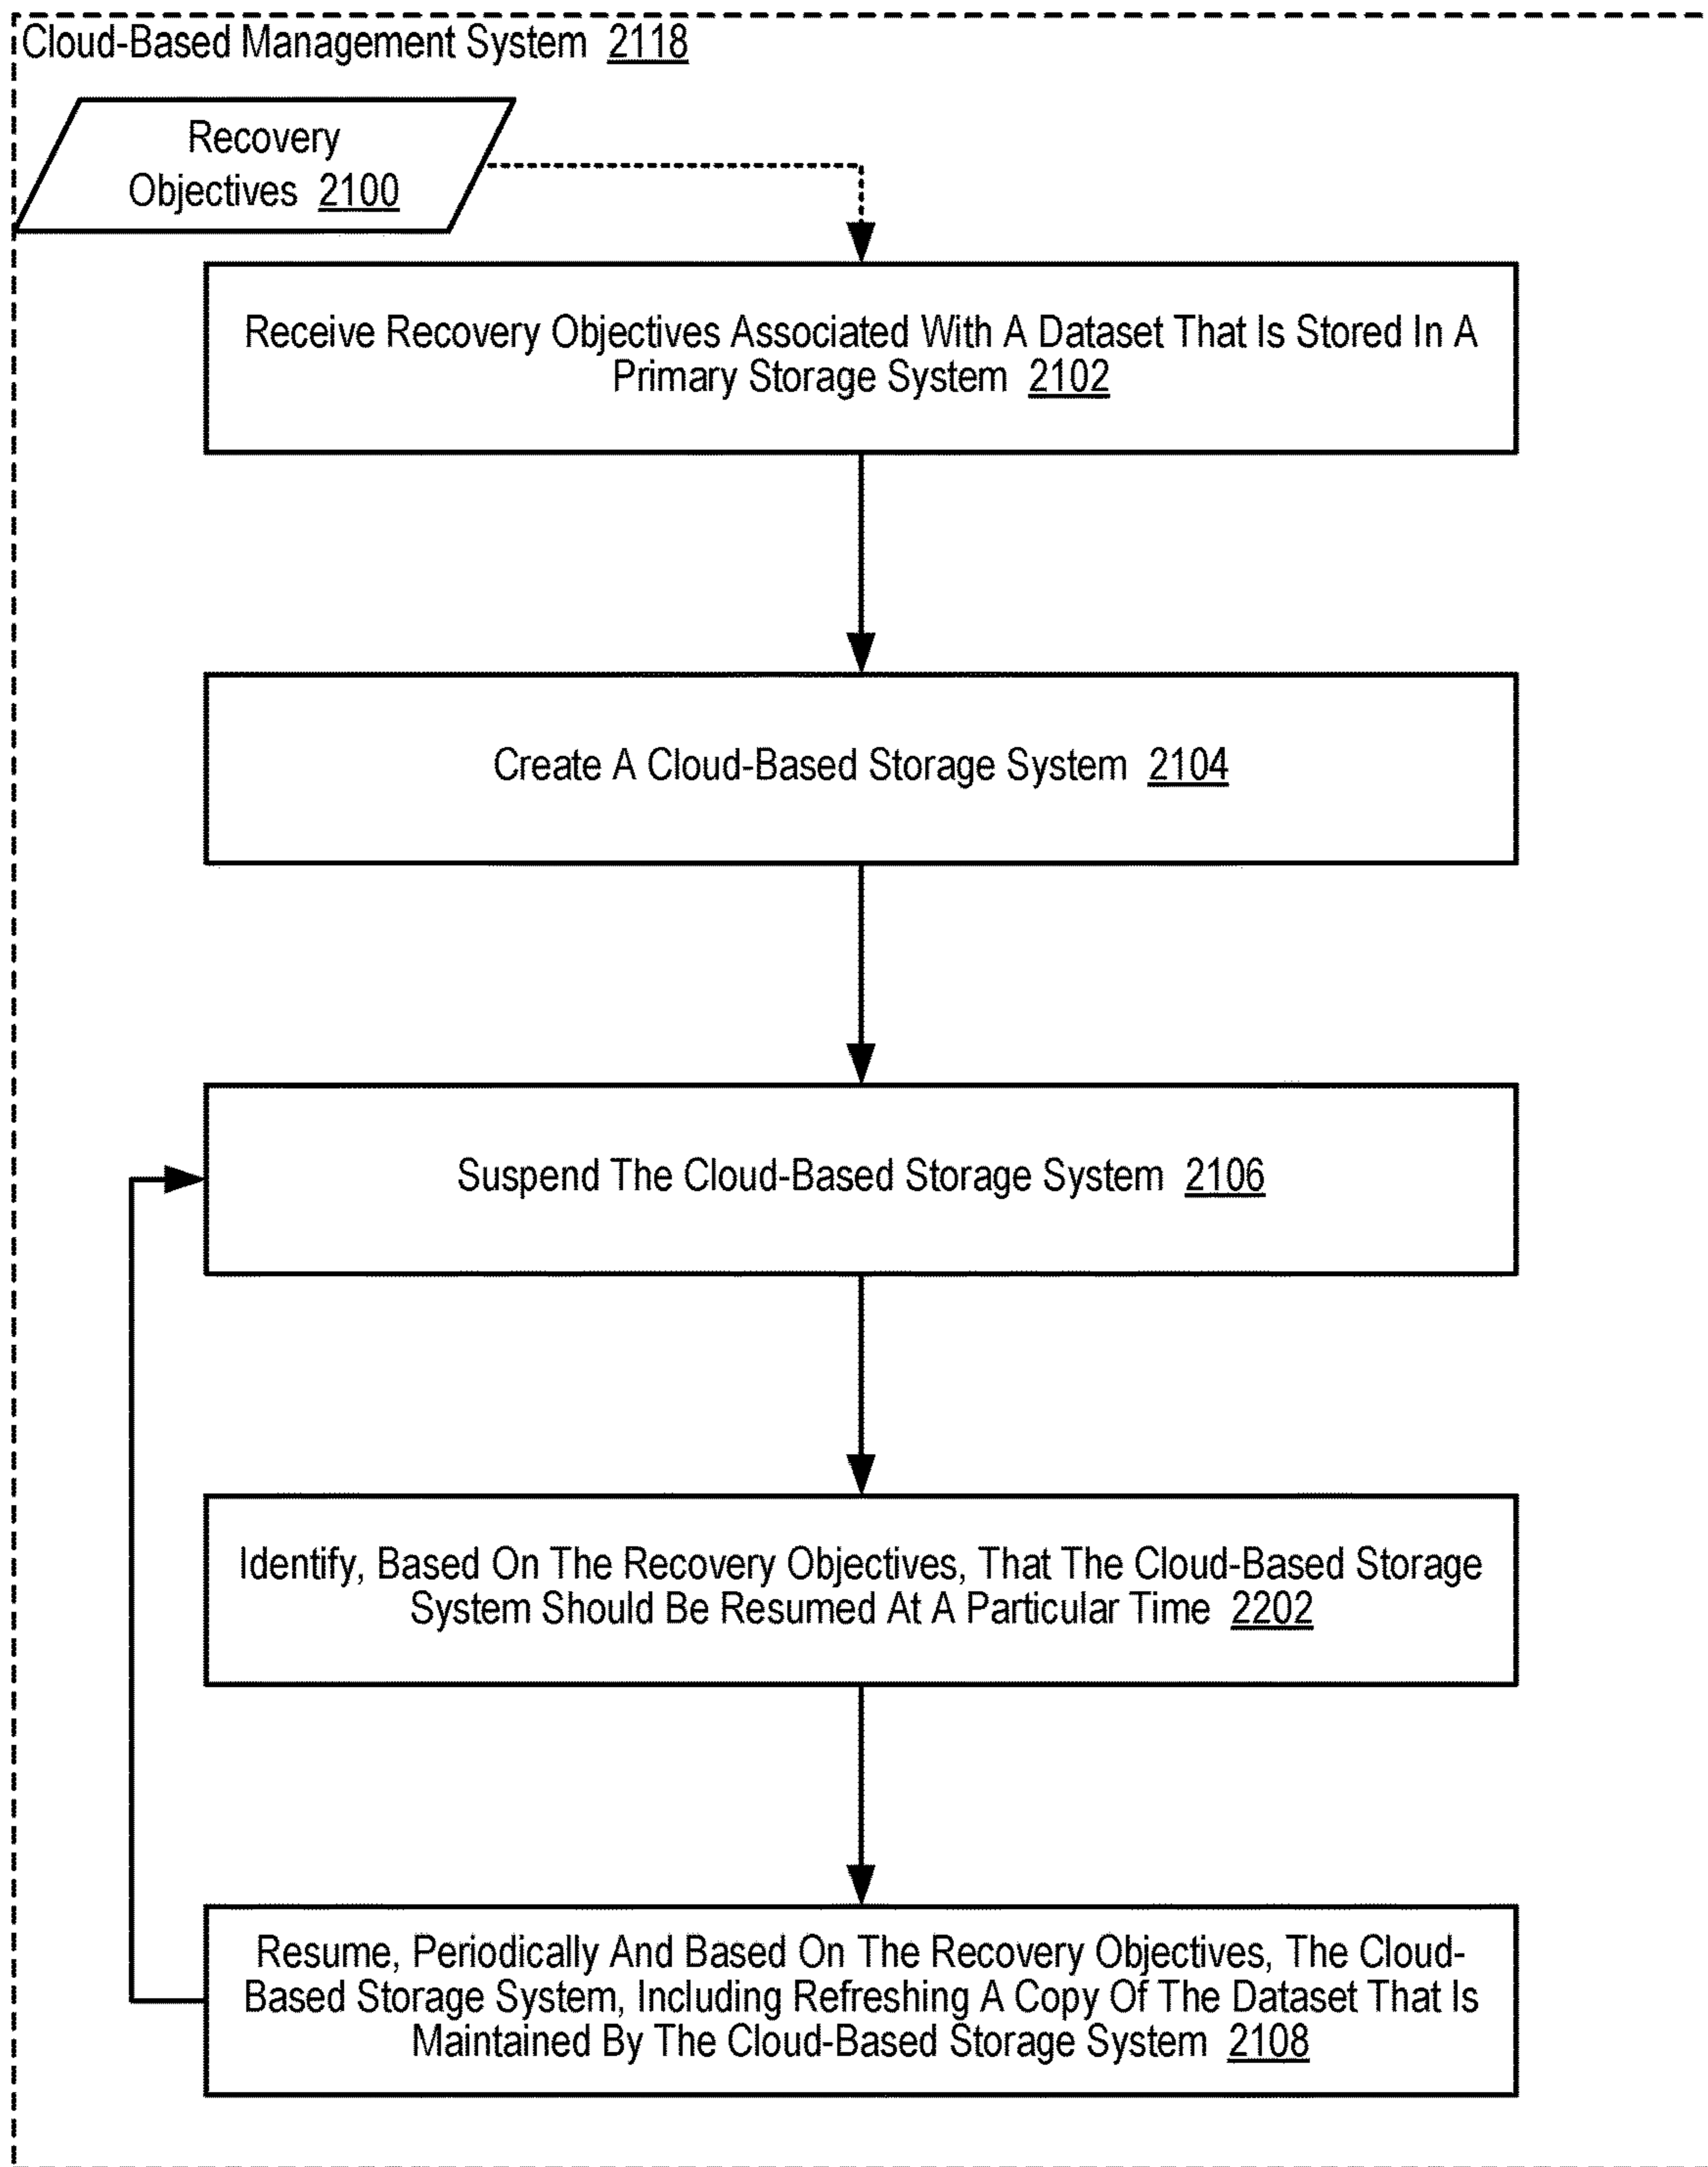 Cloud-Based Management System 2118
Recovery
Objectives 2100
Receive Recovery Objectives Associated With A Dataset That Is Stored In A
Primary Storage System 2102
Create A Cloud-Based Storage System 2104
Suspend The Cloud-Based Storage System 2106
Identify, Based On The Recovery Objectives, That The Cloud-Based Storage
System Should Be Resumed At A Particular Time 2202
Resume, Periodically And Based On The Recovery Objectives, The Cloud-
Based Storage System, Including Refreshing A Copy Of The Dataset That Is
Maintained By The Cloud-Based Storage System 2108